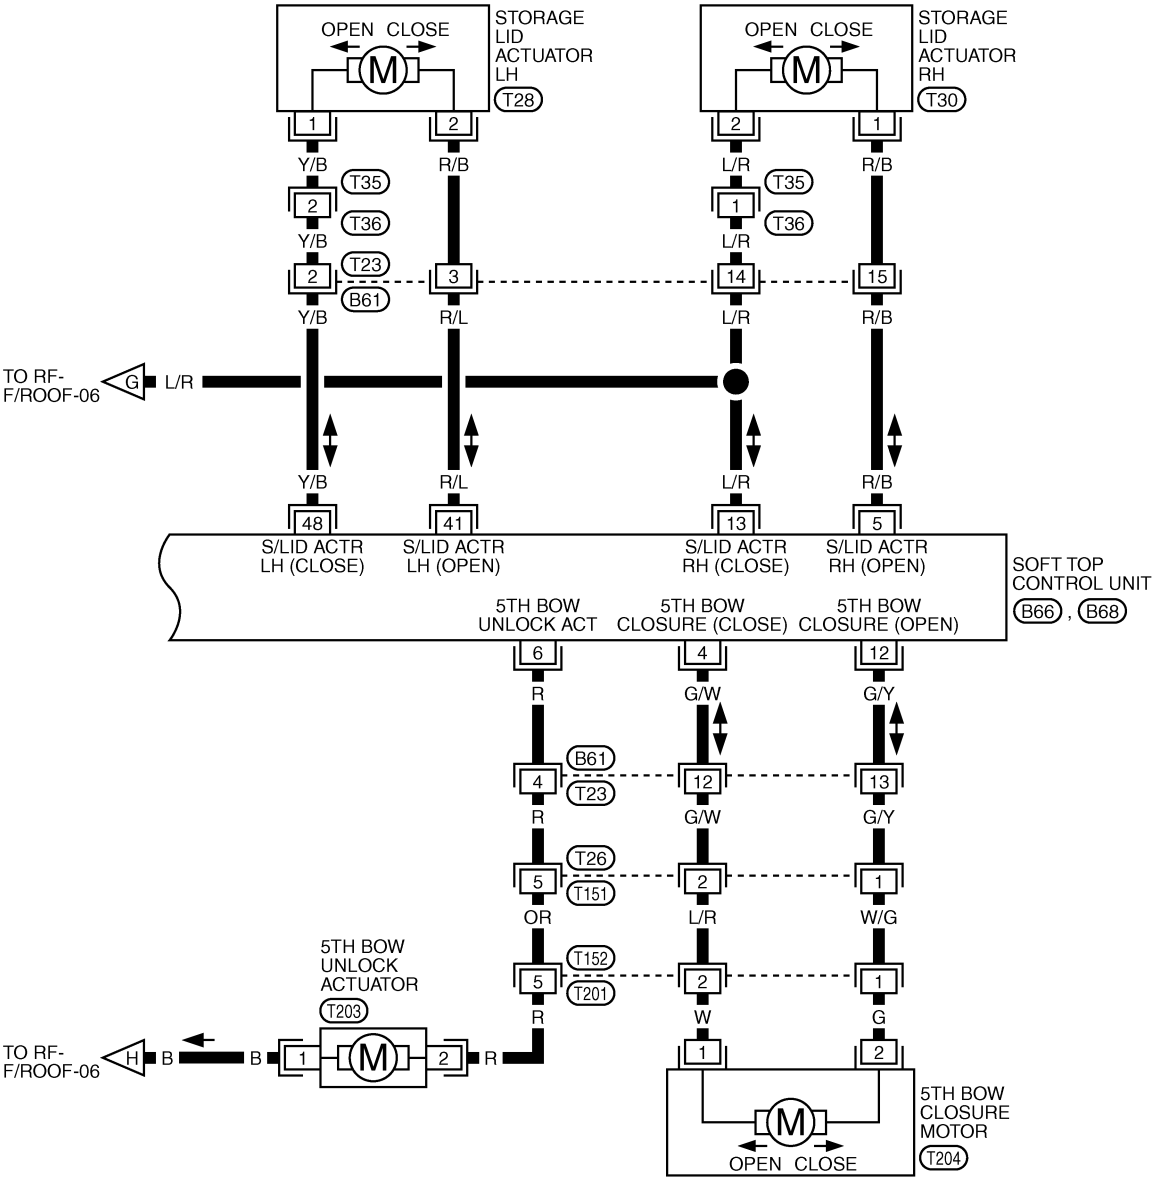 STORAGE
LID
ACTUATOR
LH
T28
OPEN CLOSE
M
1 2
STORAGE
LID
ACTUATOR
RH
T30
OPEN CLOSE
M
2 1
Y/B R/B L/R R/B
T35 T35
2 1
T36 T36
Y/B L/R
T23
2 3 14 15
B61
Y/B R/L L/R R/B
TO RF-
F/ROOF-06
G L/R
Y/B R/L L/R R/B
48 41 13 5
S/LID ACTR
LH (CLOSE)
S/LID ACTR
LH (OPEN)
S/LID ACTR
RH (CLOSE)
S/LID ACTR
RH (OPEN)
SOFT TOP
CONTROL UNIT
B66 , B68
5TH BOW
UNLOCK ACT
5TH BOW
CLOSURE (CLOSE)
5TH BOW
CLOSURE (OPEN)
6 4 12
R G/W G/Y
B61
4 12 13
T23
R G/W G/Y
T26
5 2 1
T151
OR L/R W/G
T152
5 2 1
T201
R W G
5TH BOW
UNLOCK
ACTUATOR
T203
TO RF-
F/ROOF-06
H B B 1 M 2 R
1 2
M
OPEN CLOSE
5TH BOW
CLOSURE
MOTOR
T204